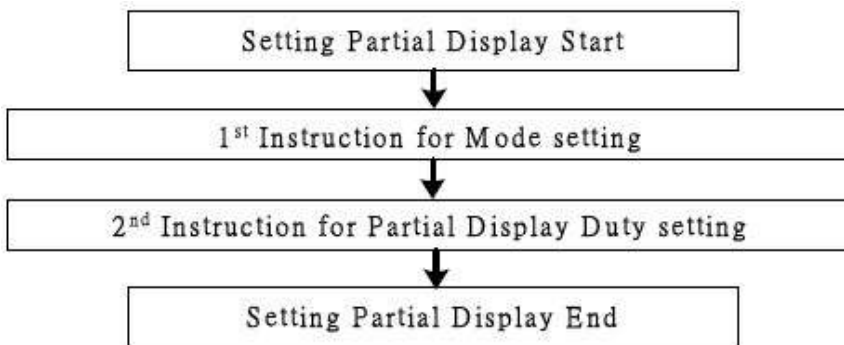 Setting Partial Display Start
1st Instruction for Mode setting
2nd Instruction for Partial Display Duty setting
Setting Partial Display End